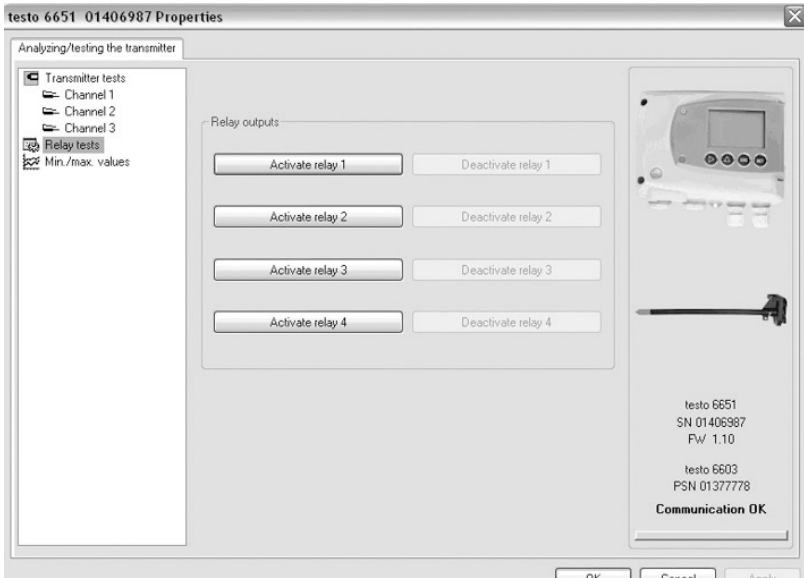 testo 6651 01406987 Properties
Analyzing/testing the transmitter
Transmitter tests
Channel 1
Channel 2
Channel 3
Relay tests
Min./max. values
Relay outputs
Activate relay 1 Deactivate relay 1
Activate relay 2 Deactivate relay 2
Activate relay 3 Deactivate relay 3
Activate relay 4 Deactivate relay 4
testo 6651
SN 01406987
FW 1.10
testo 6603
PSN 01377778
Communication OK
OK Cancel Apply